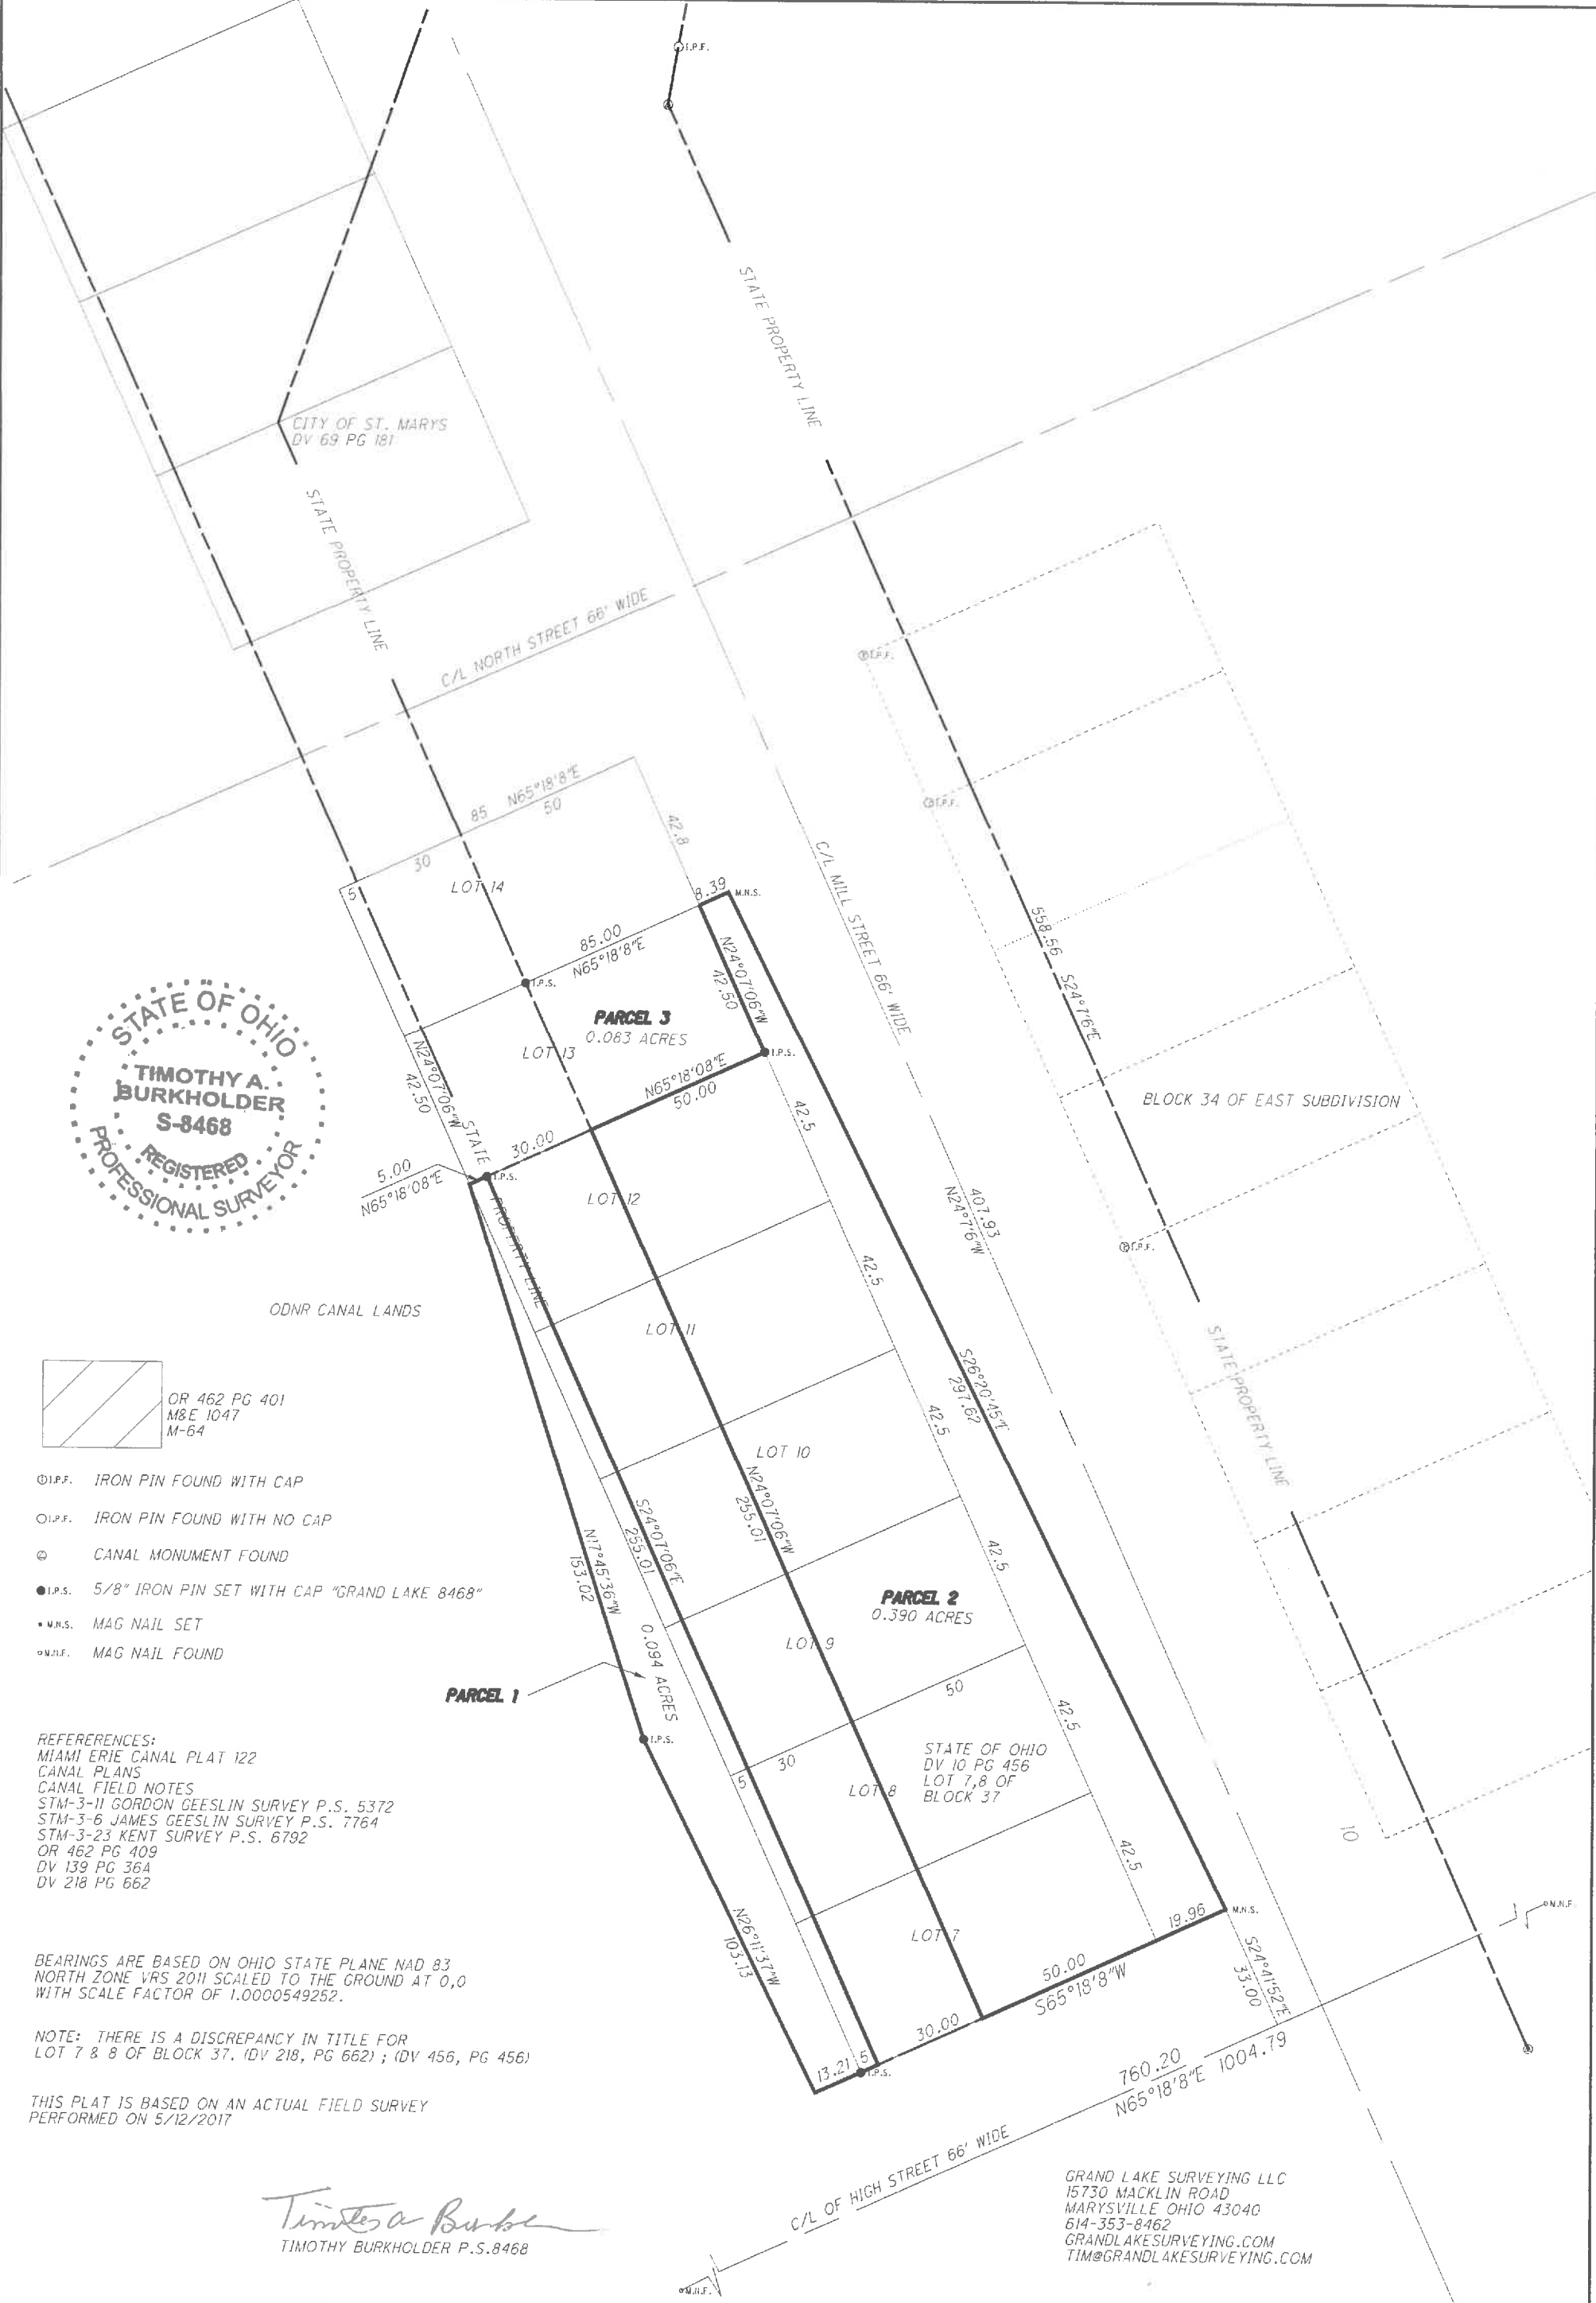 I.P.F.
STATE PROPERTY LINE
CITY OF ST. MARYS
DV 69 PG 181
STATE PROPERTY LINE
C/L NORTH STREET 66' WIDE
I.P.F.
I.P.F.
85 N65°18'8"E
50
30
42.8
5
LOT 14
8.39
M.N.S.
C/L MILL STREET 66' WIDE
85.00
N65°18'8"E
I.P.S.
N24°07'06"W
42.50
558.56 S24°7'6"E
STATE OF OHIO
TIMOTHY A.
BURKHOLDER
S-8468
REGISTERED
PROFESSIONAL SURVEYOR
PARCEL 3
0.083 ACRES
LOT 13
I.P.S.
N24°07'06"W
42.50
N65°18'08"E
50.00
30.00
BLOCK 34 OF EAST SUBDIVISION
42.5
STATE PROPERTY LINE
5.00
N65°18'08"E
I.P.S.
LOT 12
407.93
N24°7'6"W
I.P.F.
42.5
ODNR CANAL LANDS
LOT 11
STATE PROPERTY LINE
S26°20'45"E
297.62
OR 462 PG 401
M&E 1047
M-64
42.5
LOT 10
I.P.F. IRON PIN FOUND WITH CAP
I.P.F. IRON PIN FOUND WITH NO CAP
CANAL MONUMENT FOUND
I.P.S. 5/8" IRON PIN SET WITH CAP "GRAND LAKE 8468"
M.N.S. MAG NAIL SET
M.N.F. MAG NAIL FOUND
N24°07'06"W
255.01
S24°07'06"E
255.01
N17°45'36"W
153.02
42.5
PARCEL 2
0.390 ACRES
LOT 9
0.094 ACRES
PARCEL 1
50
42.5
I.P.S.
REFERERENCES:
MIAMI ERIE CANAL PLAT 122
CANAL PLANS
CANAL FIELD NOTES
STM-3-11 GORDON GEESLIN SURVEY P.S. 5372
STM-3-6 JAMES GEESLIN SURVEY P.S. 7764
STM-3-23 KENT SURVEY P.S. 6792
OR 462 PG 409
DV 139 PG 36A
DV 218 PG 662
5
30
LOT 8
STATE OF OHIO
DV 10 PG 456
LOT 7,8 OF
BLOCK 37
10
42.5
M.N.F.
19.96
M.N.S.
LOT 7
N26°11'37"W
103.13
S24°41'52"E
33.00
BEARINGS ARE BASED ON OHIO STATE PLANE NAD 83
NORTH ZONE VRS 2011 SCALED TO THE GROUND AT 0,0
WITH SCALE FACTOR OF 1.0000549252.
50.00
S65°18'8"W
30.00
13.21
5
I.P.S.
NOTE: THERE IS A DISCREPANCY IN TITLE FOR
LOT 7 & 8 OF BLOCK 37. (DV 218, PG 662) ; (DV 456, PG 456)
THIS PLAT IS BASED ON AN ACTUAL FIELD SURVEY
PERFORMED ON 5/12/2017
760.20
N65°18'8"E 1004.79
C/L OF HIGH STREET 66' WIDE
TIMOTHY BURKHOLDER P.S.8468
GRAND LAKE SURVEYING LLC
15730 MACKLIN ROAD
MARYSVILLE OHIO 43040
614-353-8462
GRANDLAKESURVEYING.COM
TIM@GRANDLAKESURVEYING.COM
M.N.F.